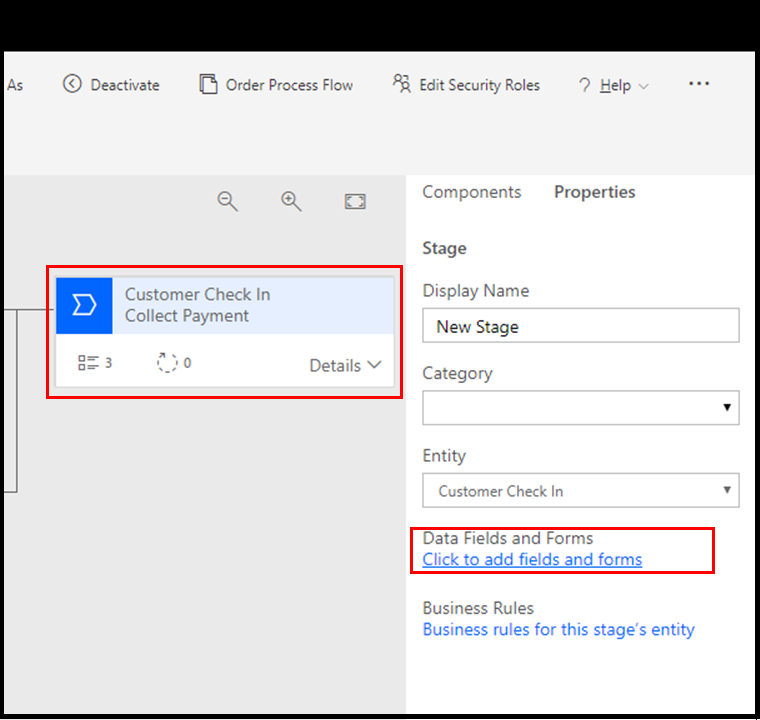 As Deactivate Order Process Flow Edit Security Roles ? Help ...
Components Properties
Stage
Customer Check In
Collect Payment
3 0 Details
Display Name
New Stage
Category
Entity
Customer Check In
Data Fields and Forms
Click to add fields and forms
Business Rules
Business rules for this stage's entity